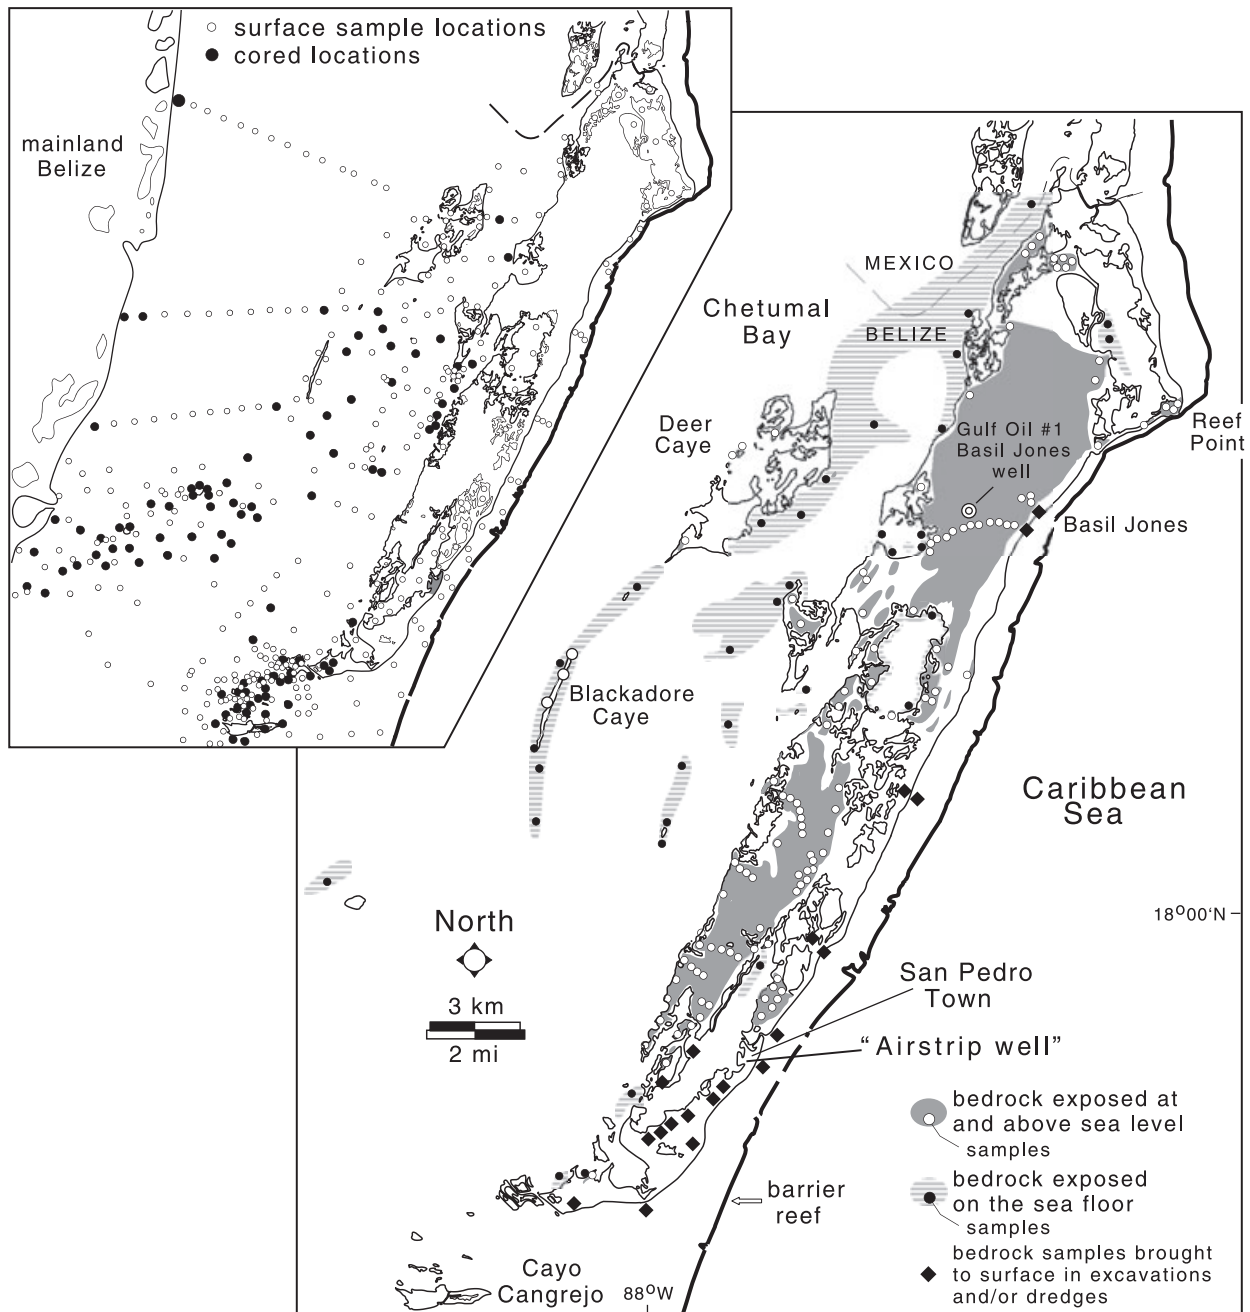 surface sample locations
cored locations
mainland
Belize
MEXICO
Chetumal
Bay
BELIZE
Deer
Caye
Gulf Oil #1
Basil Jones
well
Reef
Point
Basil Jones
Blackadore
Caye
Caribbean
Sea
North
18⁰00'N
San Pedro
Town
3 km
2 mi
“Airstrip well”
bedrock exposed at
and above sea level
samples
bedrock exposed
on the sea floor
samples
barrier
reef
bedrock samples brought
to surface in excavations
and/or dredges
Cayo
Cangrejo
88⁰W